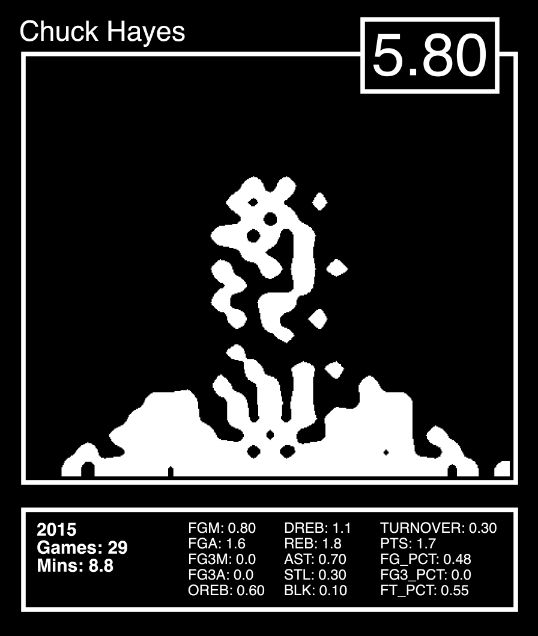 Chuck Hayes
5.80
2015
Games: 29
Mins: 8.8
FGM: 0.80
FGA: 1.6
FG3M: 0.0
FG3A: 0.0
OREB: 0.60
DREB: 1.1
REB: 1.8
AST: 0.70
STL: 0.30
BLK: 0.10
TURNOVER: 0.30
PTS: 1.7
FG_PCT: 0.48
FG3_PCT: 0.0
FT_PCT: 0.55